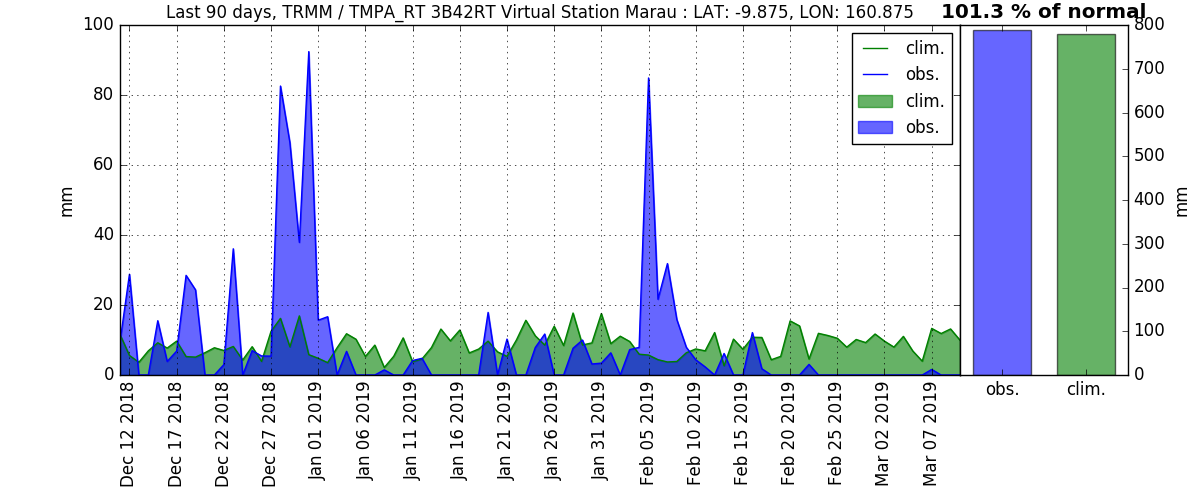 Last 90 days, TRMM / TMPA_RT 3B42RT Virtual Station Marau : LAT: -9.875, LON: 160.875
101.3 % of normal
mm
100
80
60
40
20
0
clim.
obs.
clim.
obs.
800
700
600
500
400
300
200
100
0
mm
Dec 12 2018
Dec 17 2018
Dec 22 2018
Dec 27 2018
Jan 01 2019
Jan 06 2019
Jan 11 2019
Jan 16 2019
Jan 21 2019
Jan 26 2019
Jan 31 2019
Feb 05 2019
Feb 10 2019
Feb 15 2019
Feb 20 2019
Feb 25 2019
Mar 02 2019
Mar 07 2019
obs.
clim.